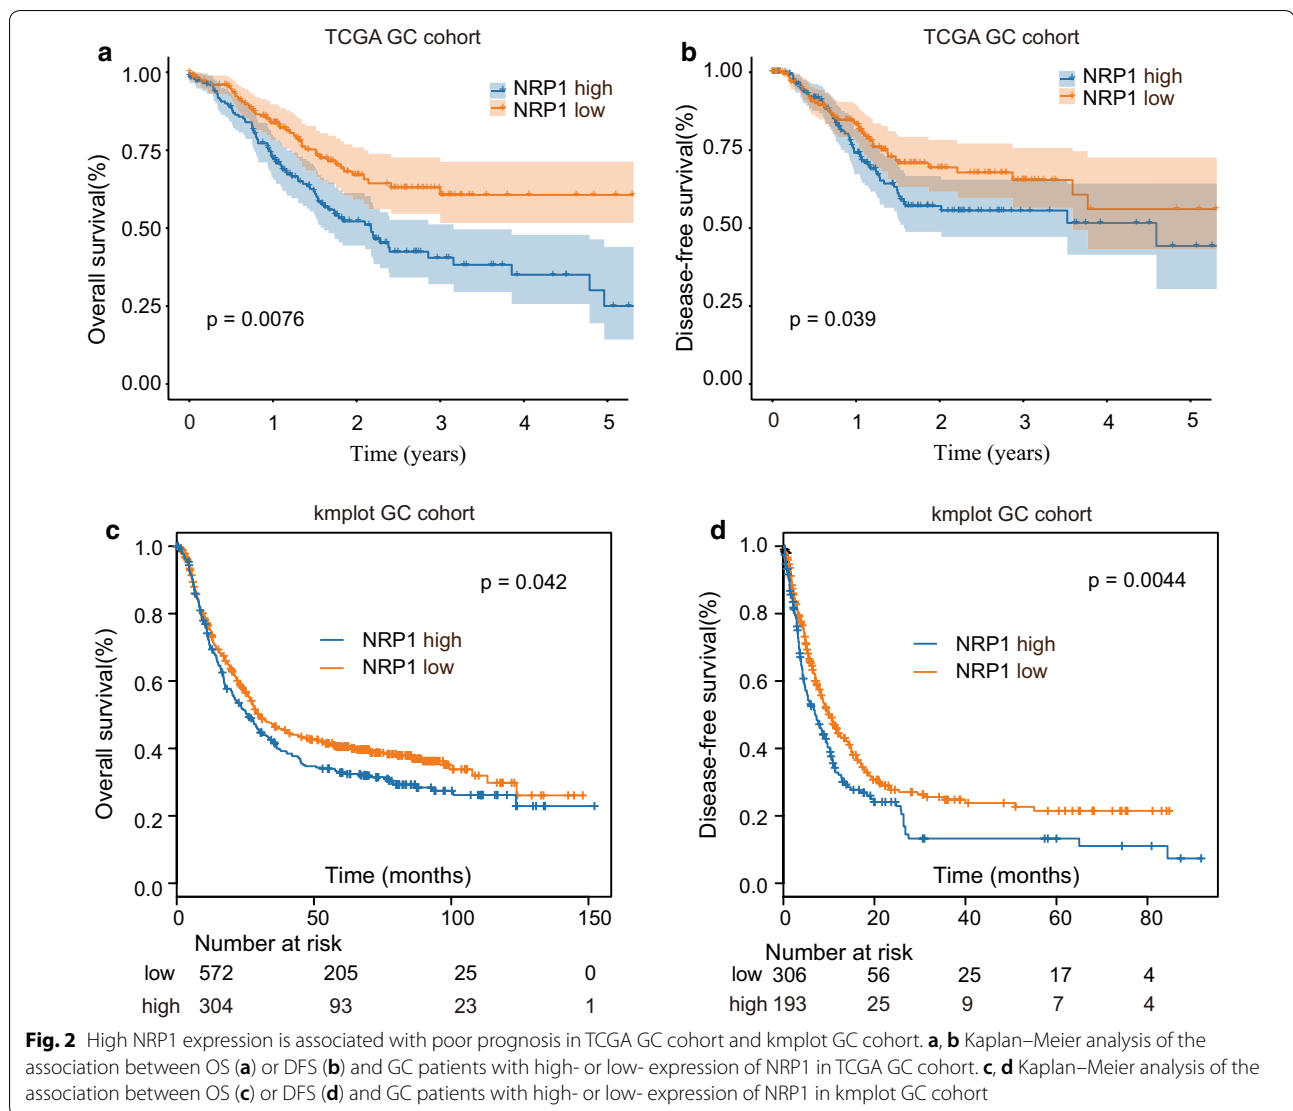 a
TCGA GC cohort
Overall survival(%)
1.00
0.75
0.50
0.25
0.00
NRP1 high
NRP1 low
p = 0.0076
0 1 2 3 4 5
Time (years)
b
TCGA GC cohort
Disease-free survival(%)
1.00
0.75
0.50
0.25
0.00
NRP1 high
NRP1 low
p = 0.039
0 1 2 3 4 5
Time (years)
c
kmplot GC cohort
Overall survival(%)
1.0
0.8
0.6
0.4
0.2
0.0
p = 0.042
NRP1 high
NRP1 low
Time (months)
0 50 100 150
Number at risk
low 572 205 25 0
high 304 93 23 1
d
kmplot GC cohort
Disease-free survival(%)
1.0
0.8
0.6
0.4
0.2
0.0
p = 0.0044
NRP1 high
NRP1 low
Time (months)
0 20 40 60 80
Number at risk
low 306 56 25 17 4
high 193 25 9 7 4
Fig. 2 High NRP1 expression is associated with poor prognosis in TCGA GC cohort and kmplot GC cohort. a, b Kaplan–Meier analysis of the
association between OS (a) or DFS (b) and GC patients with high- or low- expression of NRP1 in TCGA GC cohort. c, d Kaplan–Meier analysis of the
association between OS (c) or DFS (d) and GC patients with high- or low- expression of NRP1 in kmplot GC cohort